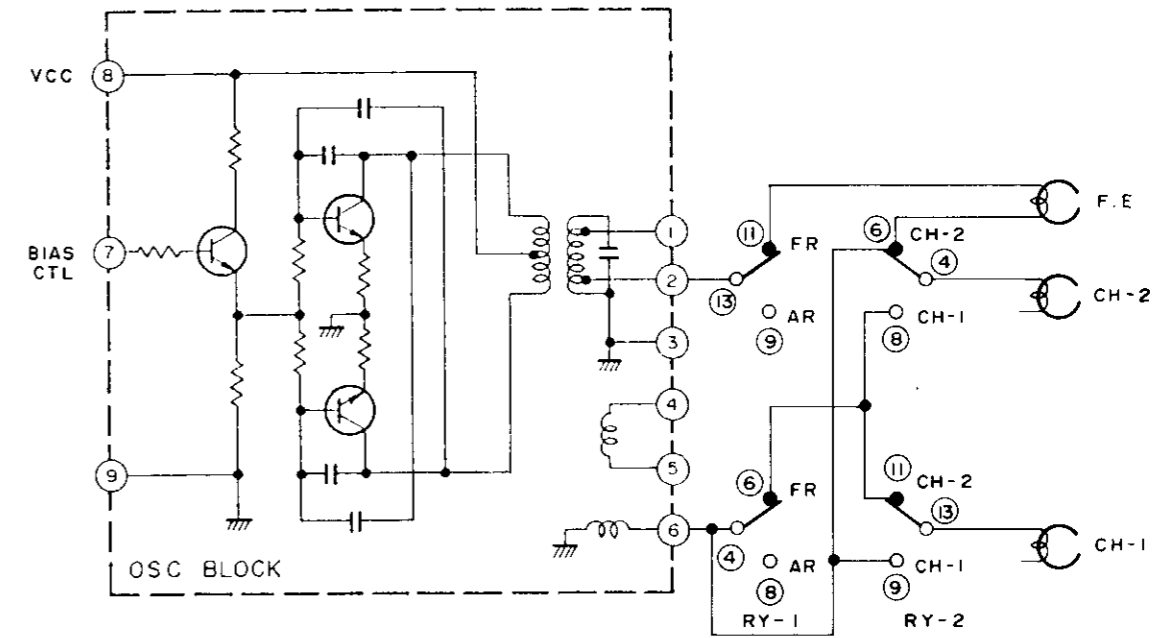 VCC 8
BIAS CTL 7
9
OSC BLOCK
1
2
3
4
5
6
11 FR
13
AR
9
6 CH-2
4
CH-1
8
F.E
CH-2
6 FR
4
AR
8
RY-1
11 CH-2
13
CH-1
9
RY-2
CH-1